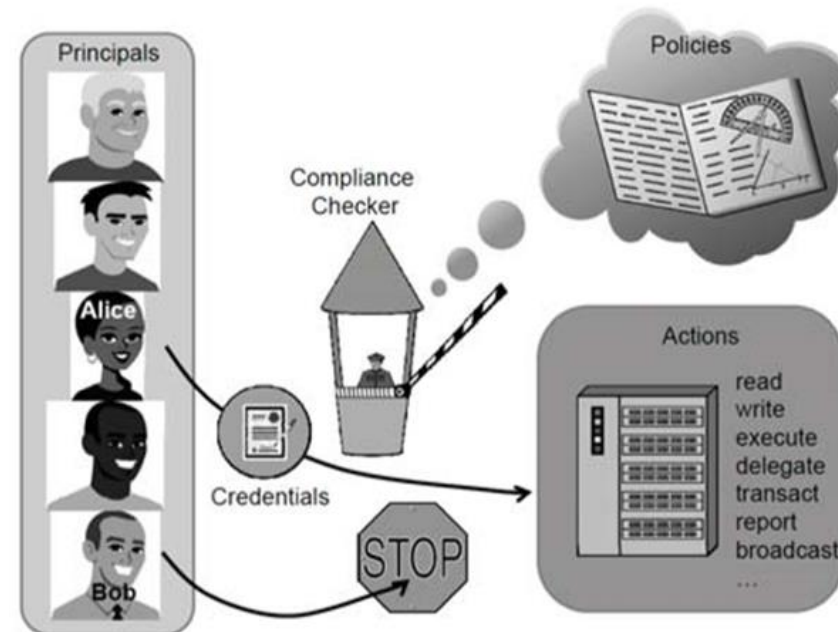 Principals
Alice
Bob
Compliance
Checker
Credentials
STOP
Policies
Actions
read
write
execute
delegate
transact
report
broadcast
...